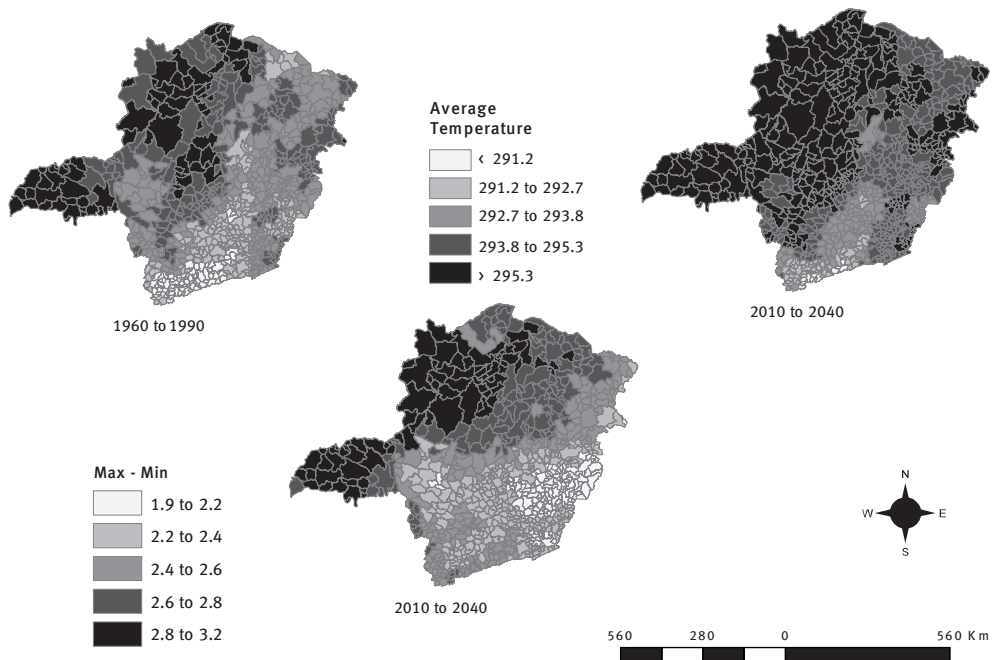 Average
Temperature
< 291.2
291.2 to 292.7
292.7 to 293.8
293.8 to 295.3
> 295.3
1960 to 1990
2010 to 2040
Max - Min
1.9 to 2.2
2.2 to 2.4
2.4 to 2.6
2.6 to 2.8
2.8 to 3.2
2010 to 2040
N
W E
S
560 280 0 560 Km